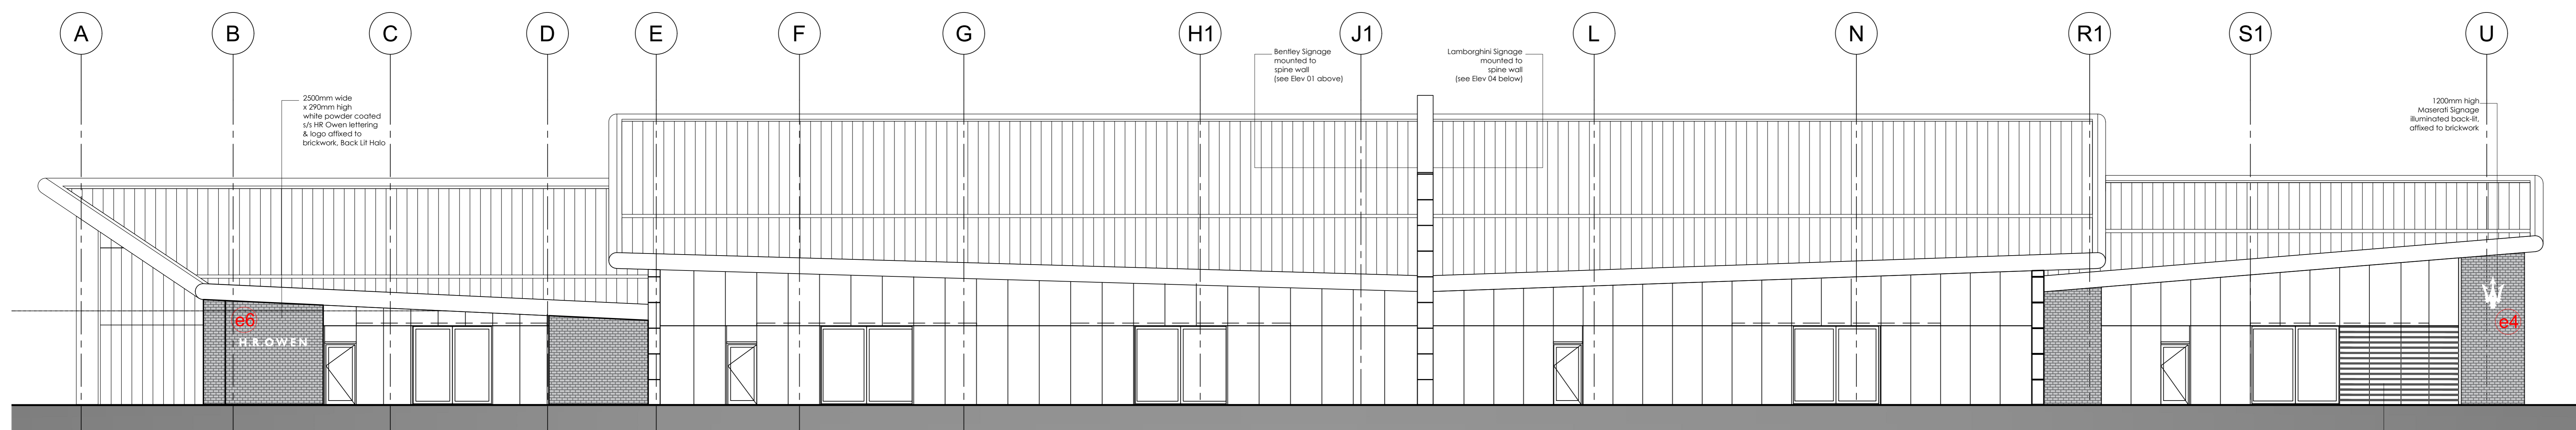 A
B
C
D
E
F
G
H1
J1
L
N
R1
S1
U
Bentley Signage
mounted to
spine wall
(see Elev 01 above)
Lamborghini Signage
mounted to
spine wall
(see Elev 04 below)
2500mm wide
x 290mm high
white powder coated
s/s HR Owen lettering
& logo affixed to
brickwork, Back Lit Halo
1200mm high
Maserati Signage
illuminated back-lit,
affixed to brickwork
e6
H.R.OWEN
e4